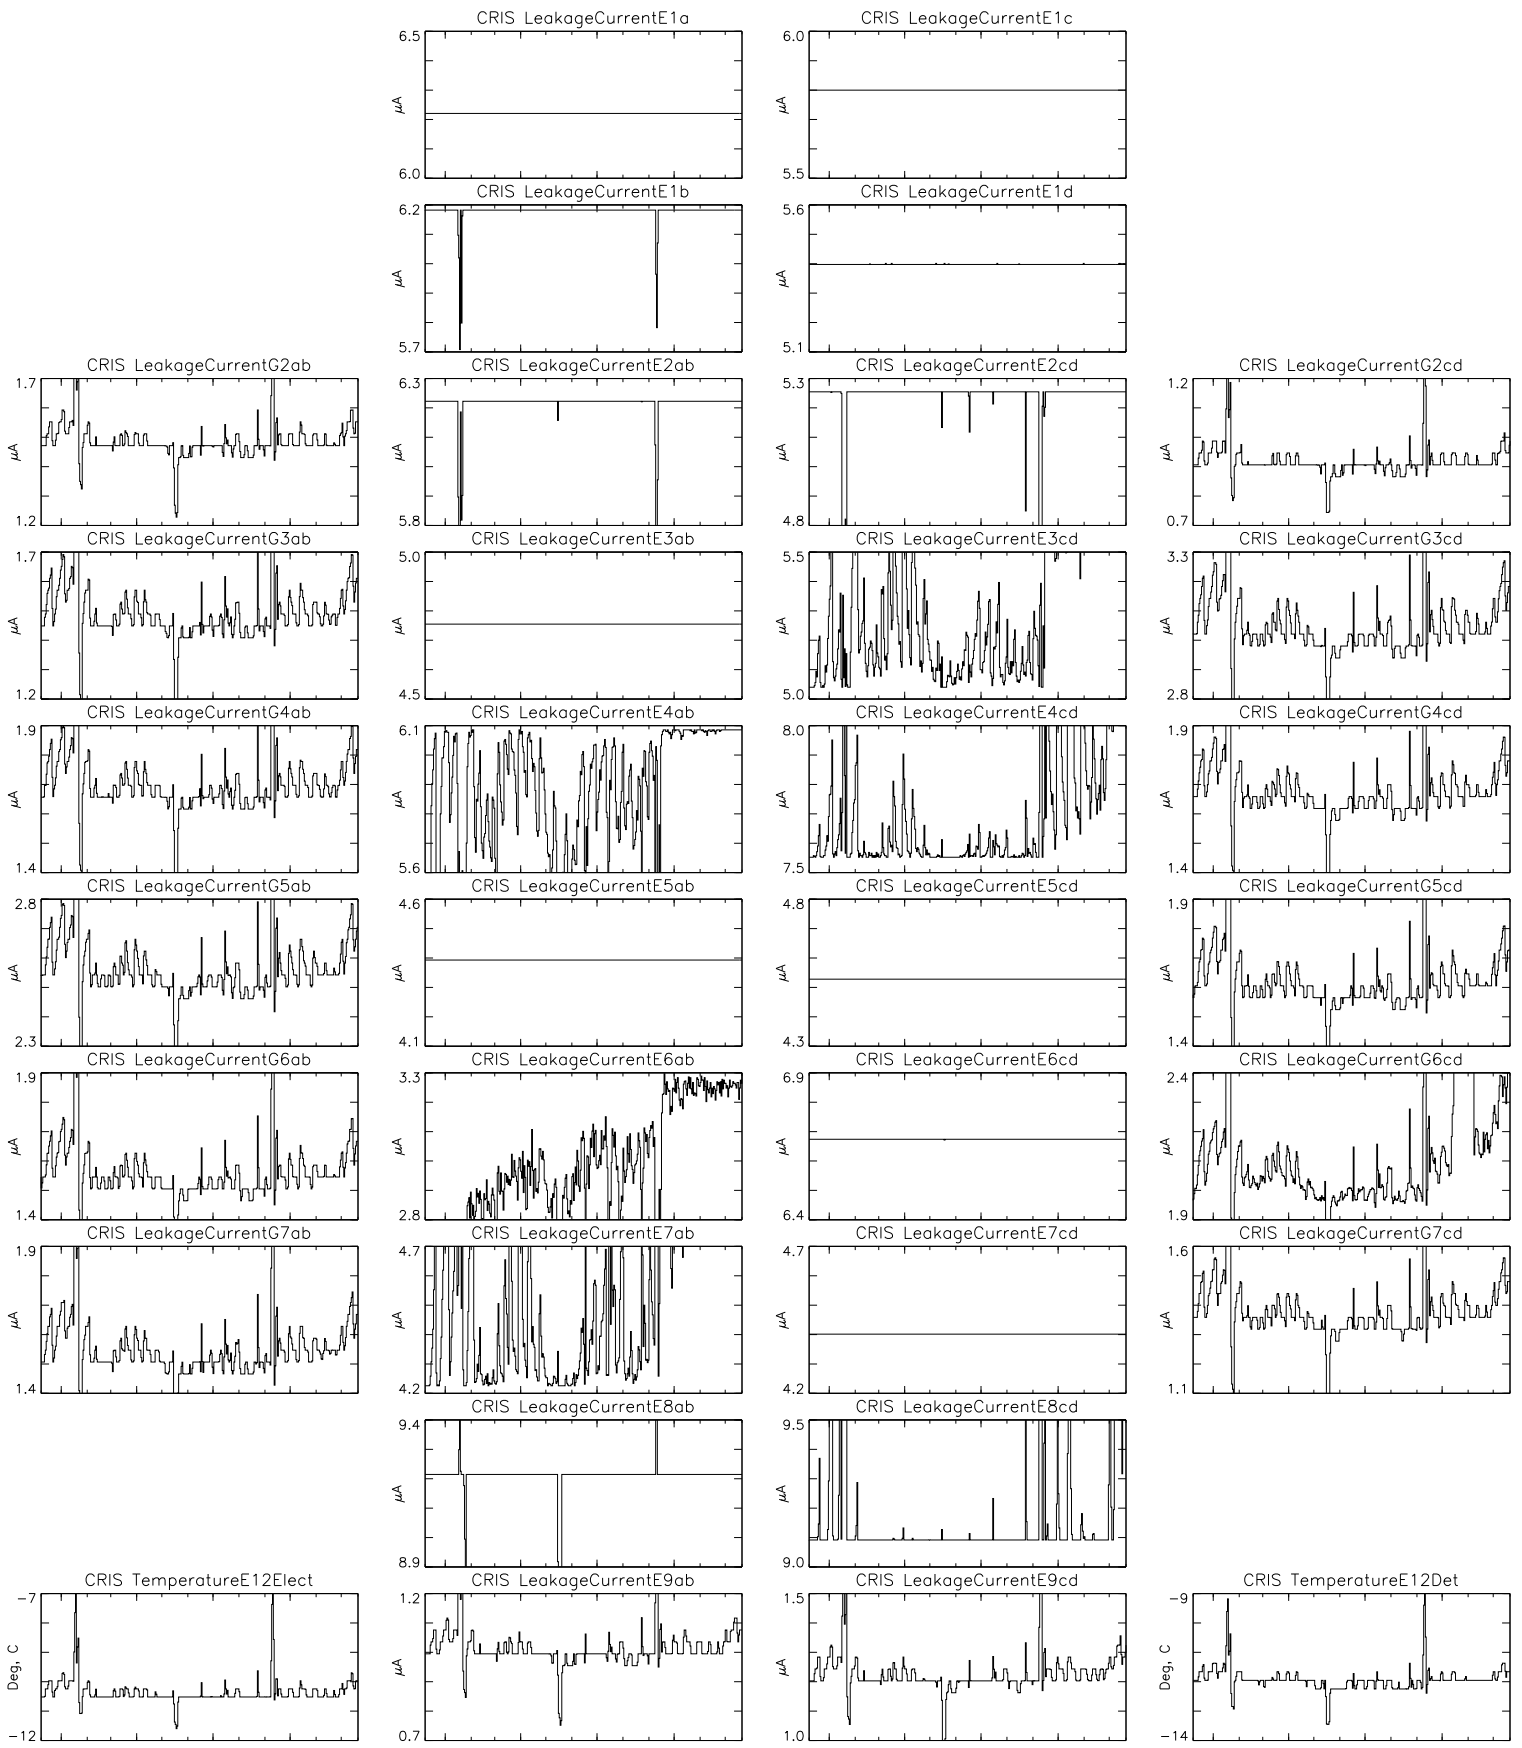 CRIS LeakageCurrentE1a
6.5
μA
6.0
CRIS LeakageCurrentE1c
6.0
μA
5.5
CRIS LeakageCurrentE1b
6.2
μA
5.7
CRIS LeakageCurrentE1d
5.6
μA
5.1
CRIS LeakageCurrentG2ab
1.7
μA
1.2
CRIS LeakageCurrentE2ab
6.3
μA
5.8
CRIS LeakageCurrentE2cd
5.3
μA
4.8
CRIS LeakageCurrentG2cd
1.2
μA
0.7
CRIS LeakageCurrentG3ab
1.7
μA
1.2
CRIS LeakageCurrentE3ab
5.0
μA
4.5
CRIS LeakageCurrentE3cd
5.5
μA
5.0
CRIS LeakageCurrentG3cd
3.3
μA
2.8
CRIS LeakageCurrentG4ab
1.9
μA
1.4
CRIS LeakageCurrentE4ab
6.1
μA
5.6
CRIS LeakageCurrentE4cd
8.0
μA
7.5
CRIS LeakageCurrentG4cd
1.9
μA
1.4
CRIS LeakageCurrentG5ab
2.8
μA
2.3
CRIS LeakageCurrentE5ab
4.6
μA
4.1
CRIS LeakageCurrentE5cd
4.8
μA
4.3
CRIS LeakageCurrentG5cd
1.9
μA
1.4
CRIS LeakageCurrentG6ab
1.9
μA
1.4
CRIS LeakageCurrentE6ab
3.3
μA
2.8
CRIS LeakageCurrentE6cd
6.9
μA
6.4
CRIS LeakageCurrentG6cd
2.4
μA
1.9
CRIS LeakageCurrentG7ab
1.9
μA
1.4
CRIS LeakageCurrentE7ab
4.7
μA
4.2
CRIS LeakageCurrentE7cd
4.7
μA
4.2
CRIS LeakageCurrentG7cd
1.6
μA
1.1
CRIS LeakageCurrentE8ab
9.4
μA
8.9
CRIS LeakageCurrentE8cd
9.5
μA
9.0
CRIS TemperatureE12Elect
-7
Deg, C
-12
CRIS LeakageCurrentE9ab
1.2
μA
0.7
CRIS LeakageCurrentE9cd
1.5
μA
1.0
CRIS TemperatureE12Det
-9
Deg, C
-14